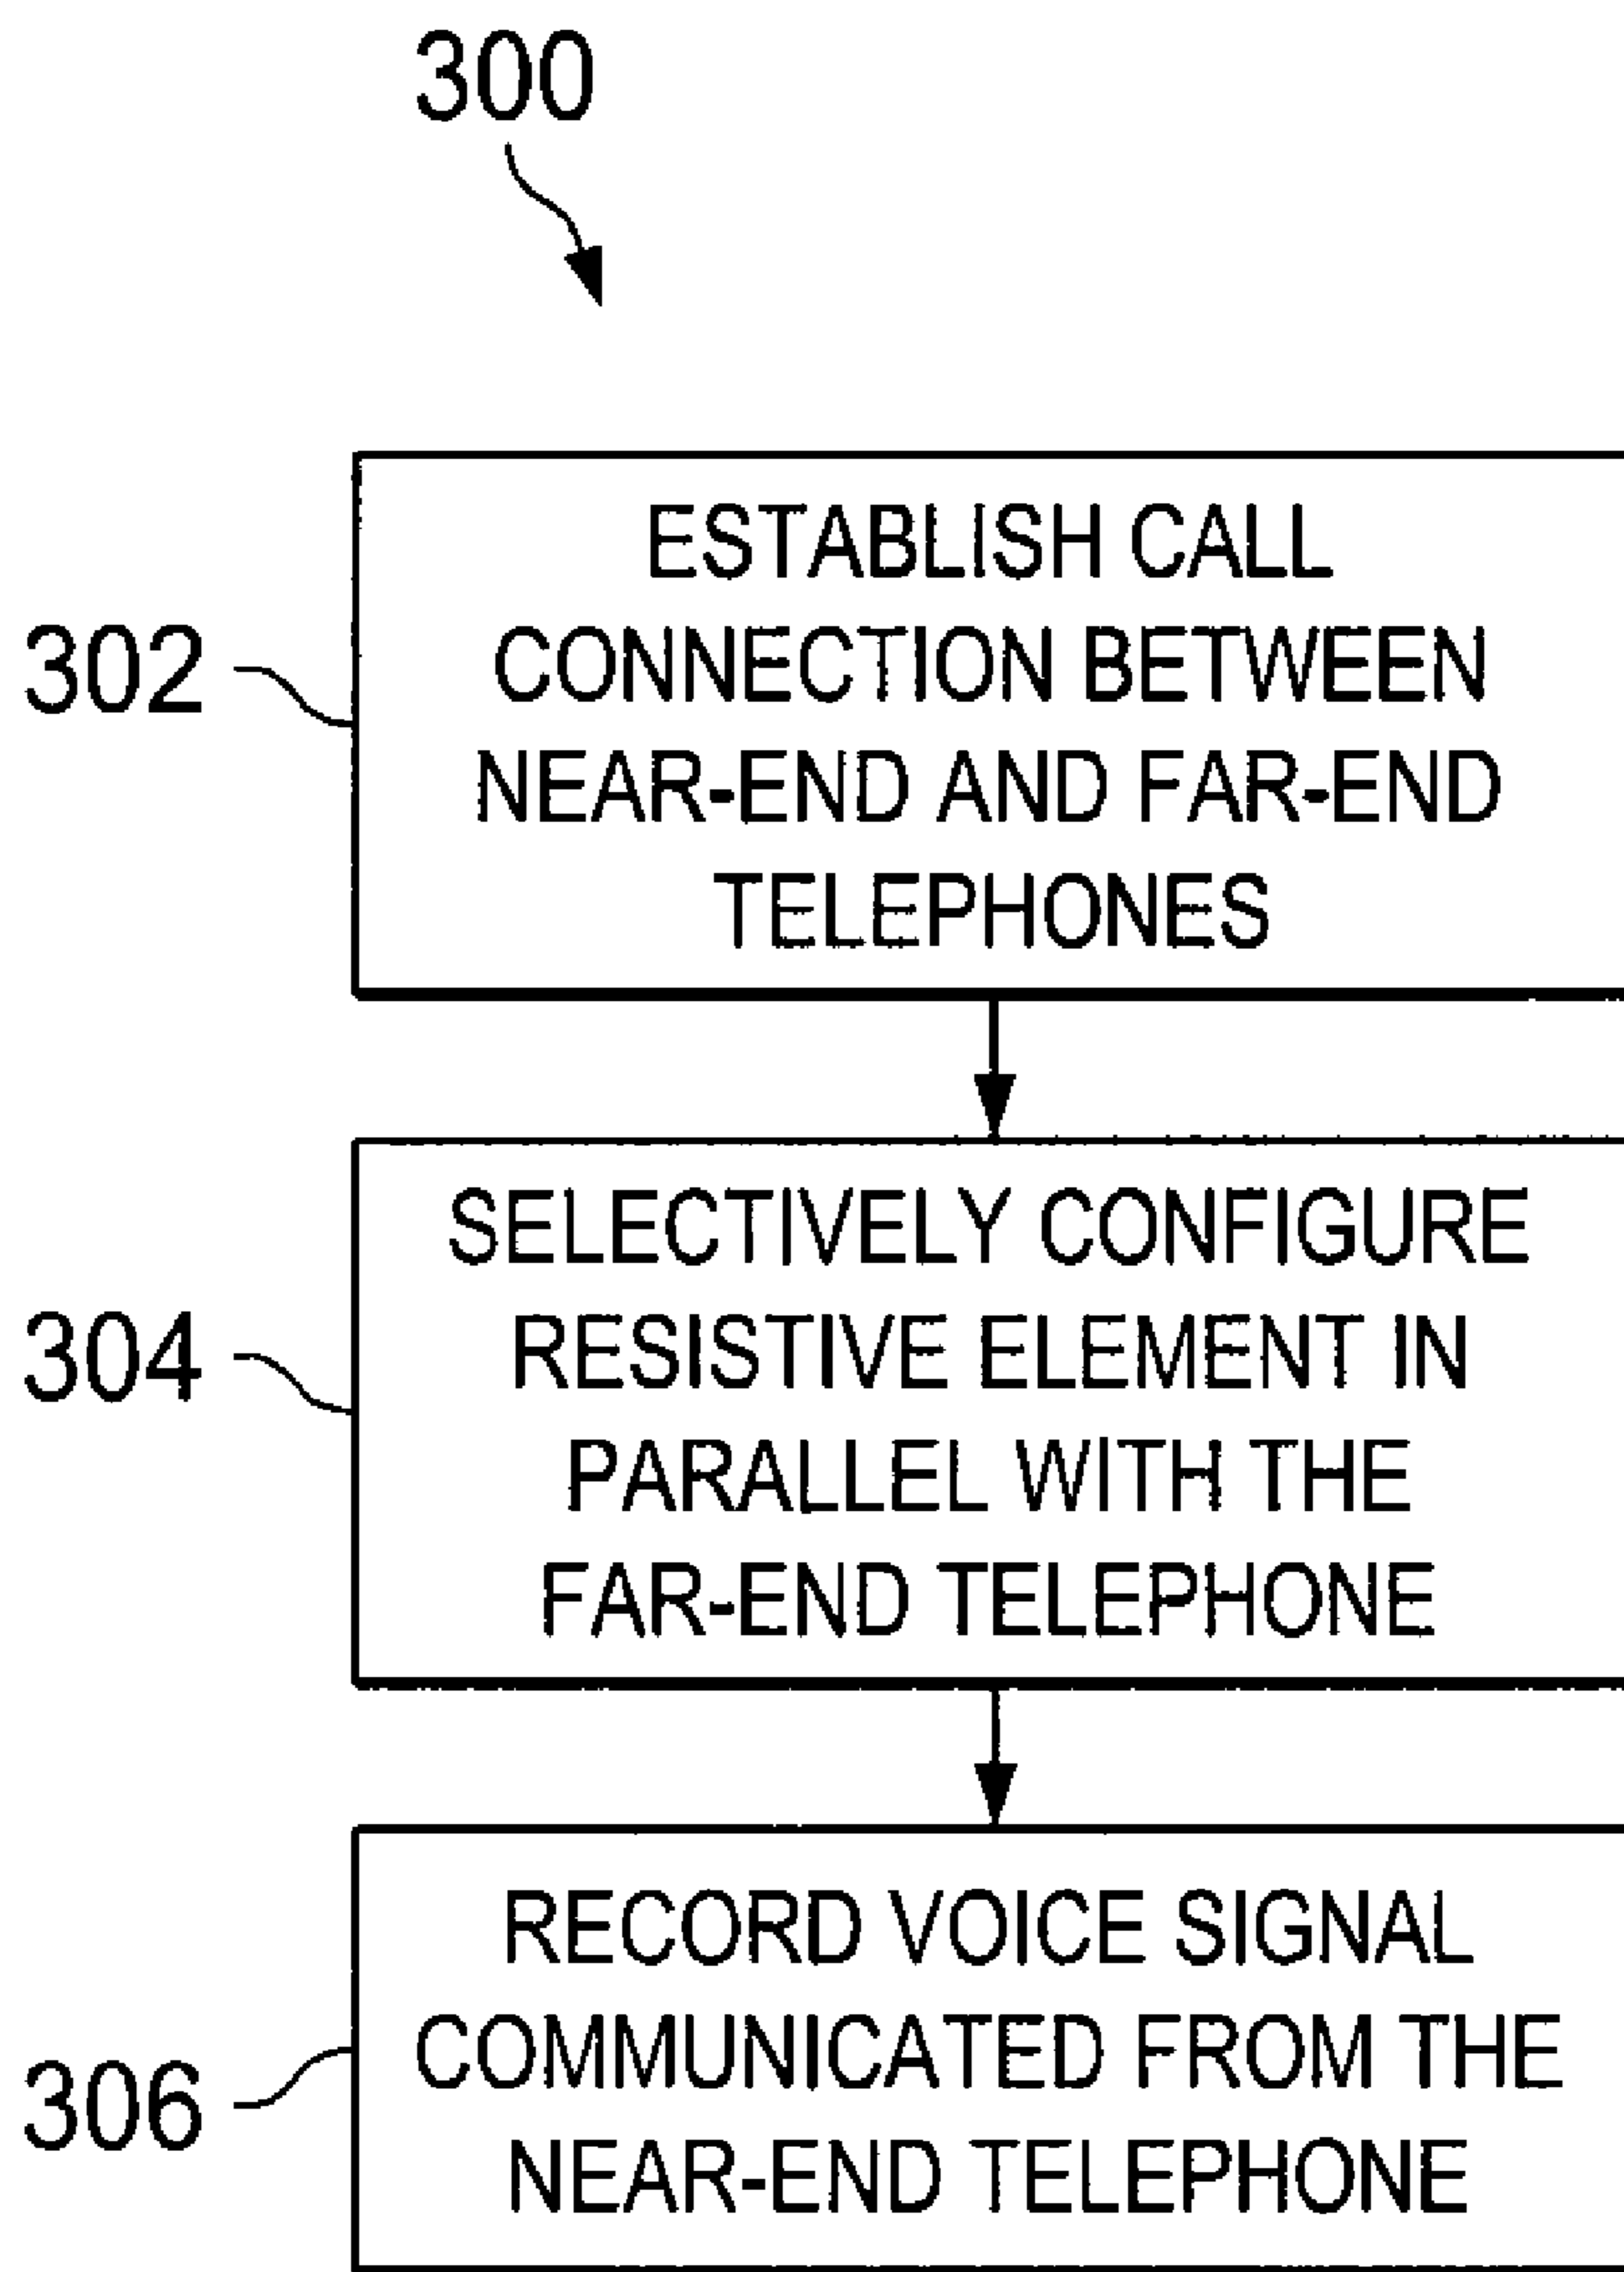 300
302
ESTABLISH CALL
CONNECTION BETWEEN
NEAR-END AND FAR-END
TELEPHONES
304
SELECTIVELY CONFIGURE
RESISTIVE ELEMENT IN
PARALLEL WITH THE
FAR-END TELEPHONE
306
RECORD VOICE SIGNAL
COMMUNICATED FROM THE
NEAR-END TELEPHONE